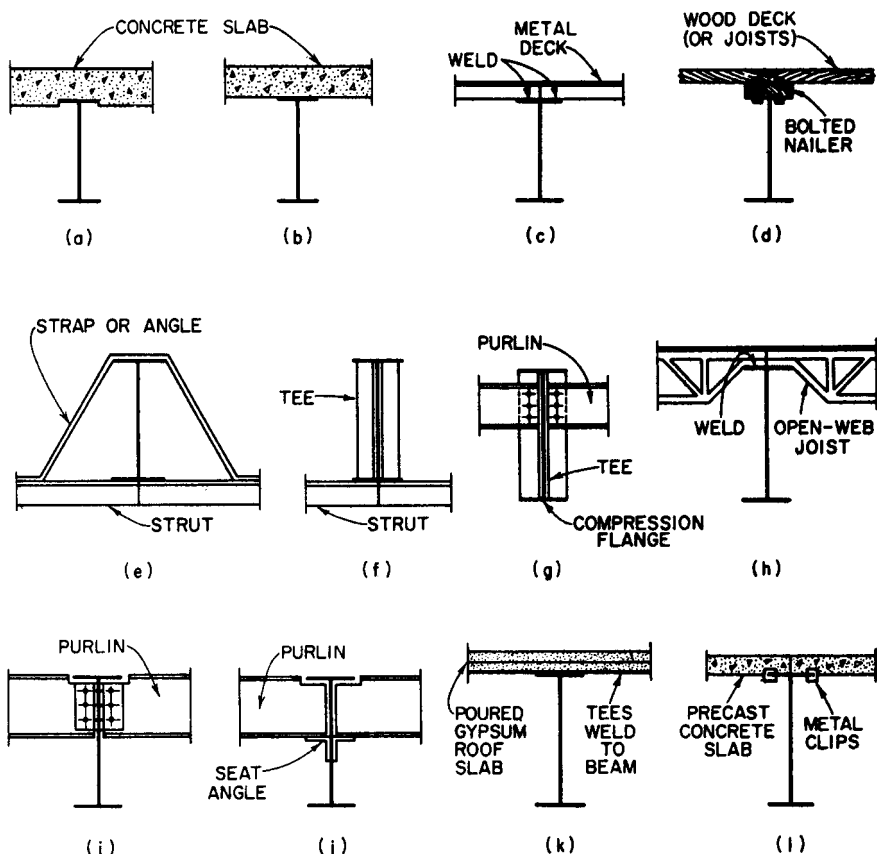 CONCRETE SLAB
(a)
(b)
METAL
DECK
WELD
(c)
WOOD DECK
(OR JOISTS)
BOLTED
NAILER
(d)
STRAP OR ANGLE
STRUT
(e)
TEE
STRUT
(f)
PURLIN
TEE
COMPRESSION
FLANGE
(g)
WELD
OPEN-WEB
JOIST
(h)
PURLIN
(i)
PURLIN
SEAT
ANGLE
(j)
POURED
GYPSUM
ROOF
SLAB
TEES
WELD
TO
BEAM
(k)
PRECAST
CONCRETE
SLAB
METAL
CLIPS
(l)